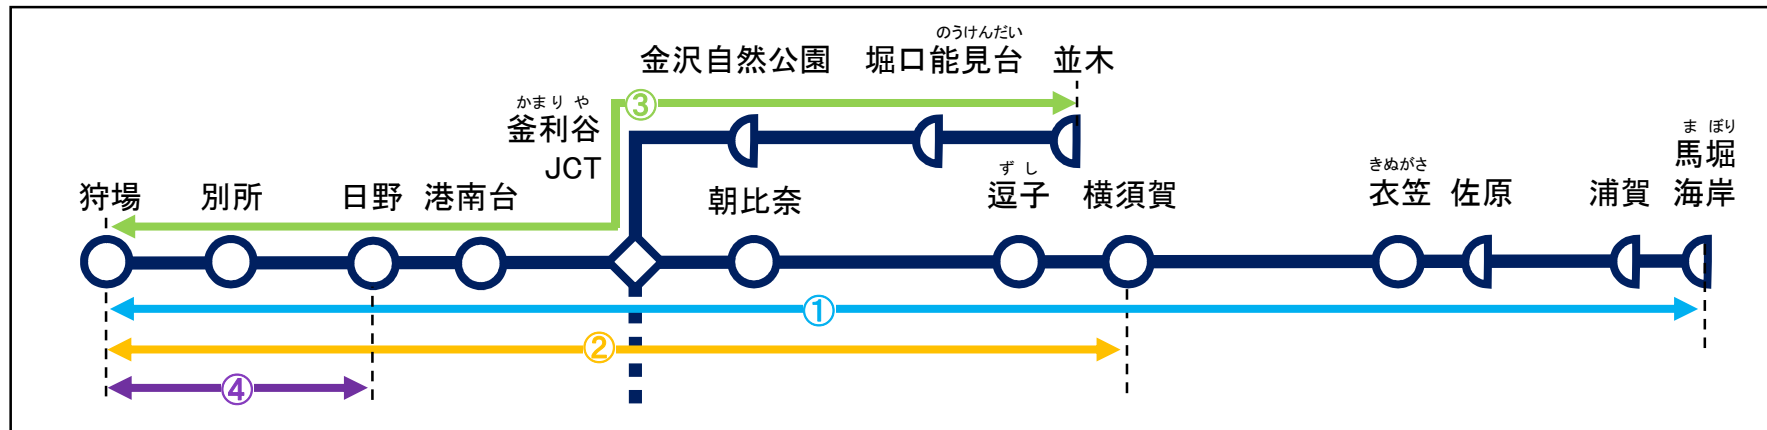 のうけんだい
金沢自然公園 堀口能見台 並木
③
かまりや
釜利谷
JCT
ま ぼり
馬堀
海岸
狩場 別所 日野 港南台
朝比奈
ずし
逗子
横須賀
きぬがさ
衣笠
佐原
浦賀
①
②
④